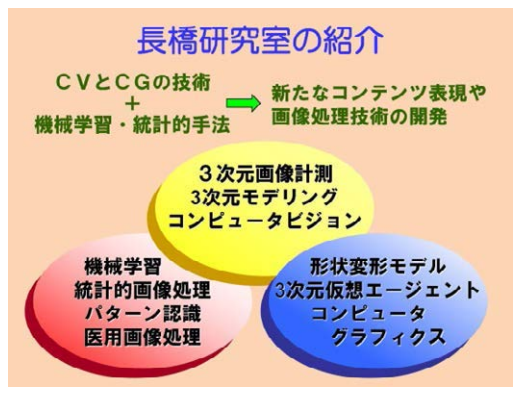 長橋研究室の紹介
ＣＶとＣＧの技術
＋
機械学習・統計的手法
新たなコンテンツ表現や
画像処理技術の開発
３次元画像計測
3次元モデリング
コンピュータビジョン
機械学習
統計的画像処理
パターン認識
医用画像処理
形状変形モデル
3次元仮想エージェント
コンピュータ
グラフィクス